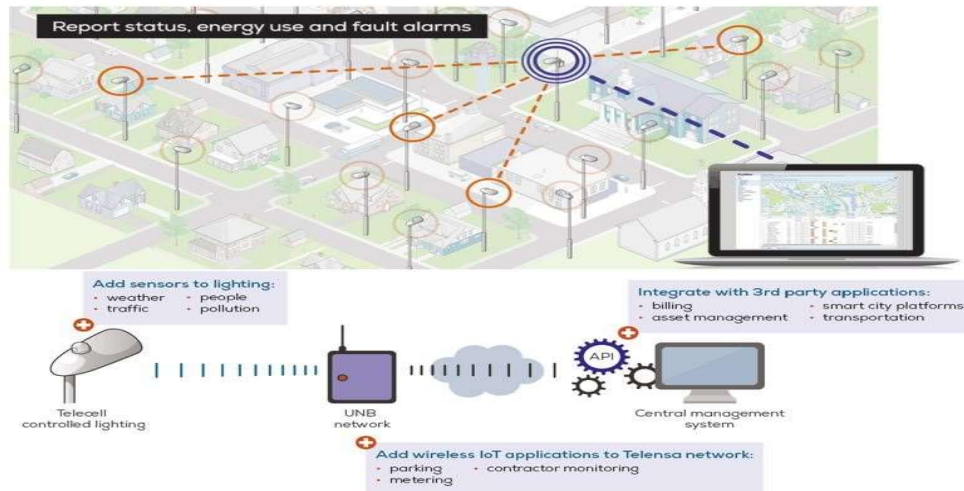 Report status, energy use and fault alarms
Add sensors to lighting:
• weather • people
• traffic • pollution
Integrate with 3rd party applications:
• billing • smart city platforms
• asset management • transportation
API
Telecell
controlled lighting
UNB
network
Central management
system
Add wireless IoT applications to Telensa network:
• parking • contractor monitoring
• metering